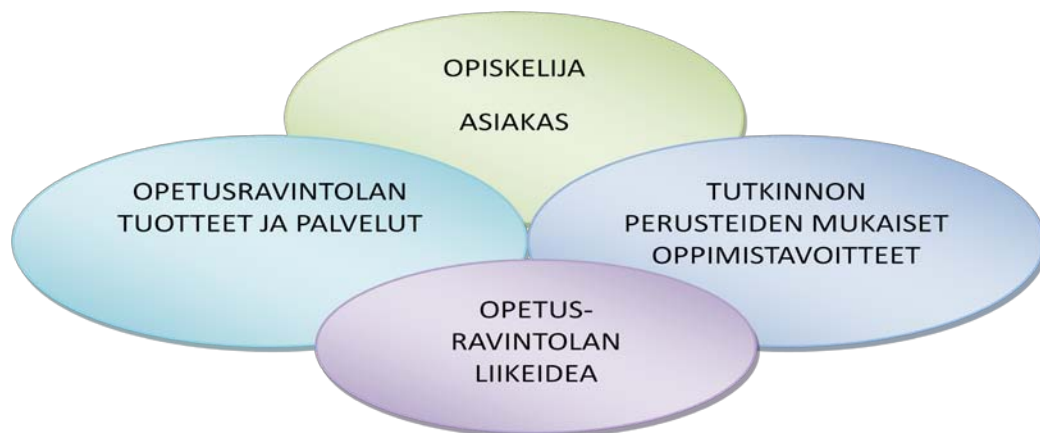 OPISKELIJA
ASIAKAS
OPETUSRAVINTOLAN
TUOTTEET JA PALVELUT
TUTKINNON
PERUSTEIDEN MUKAISET
OPPIMISTAVOITTEET
OPETUS-
RAVINTOLAN
LIIKEIDEA